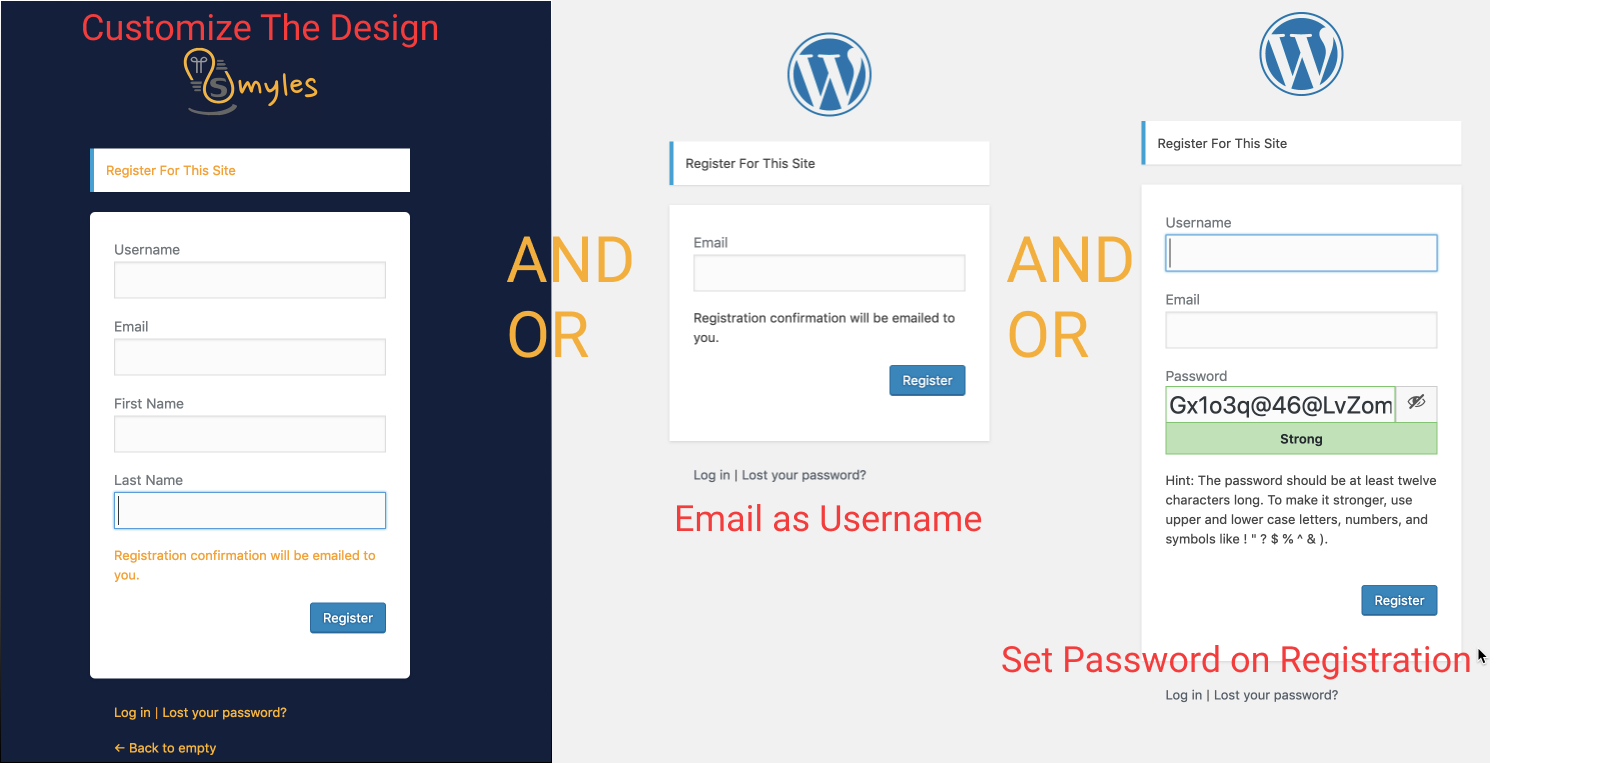 Customize The Design
Smyles
Register For This Site
Username
Email
First Name
Last Name
Registration confirmation will be emailed to
you.
Register
Log in | Lost your password?
← Back to empty
AND
OR
W
Register For This Site
Email
Registration confirmation will be emailed to
you.
Register
Log in | Lost your password?
Email as Username
AND
OR
W
Register For This Site
Username
Email
Password
Gx1o3q@46@LvZom
Strong
Hint: The password should be at least twelve
characters long. To make it stronger, use
upper and lower case letters, numbers, and
symbols like ! " ? $ % ^ & ).
Register
Set Password on Registration
Log in | Lost your password?